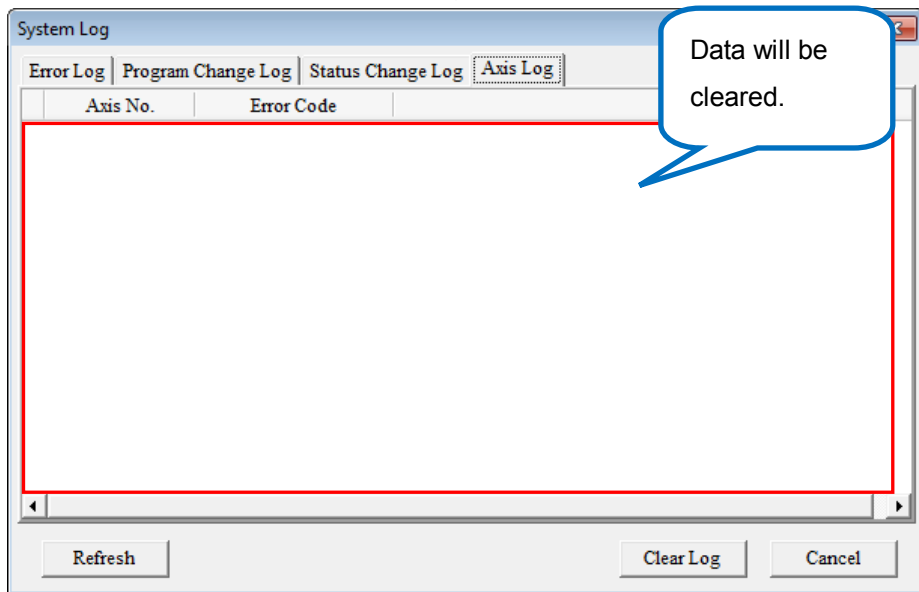 System Log
Data will be
cleared.
Error Log Program Change Log Status Change Log Axis Log
Axis No. Error Code
Refresh Clear Log Cancel